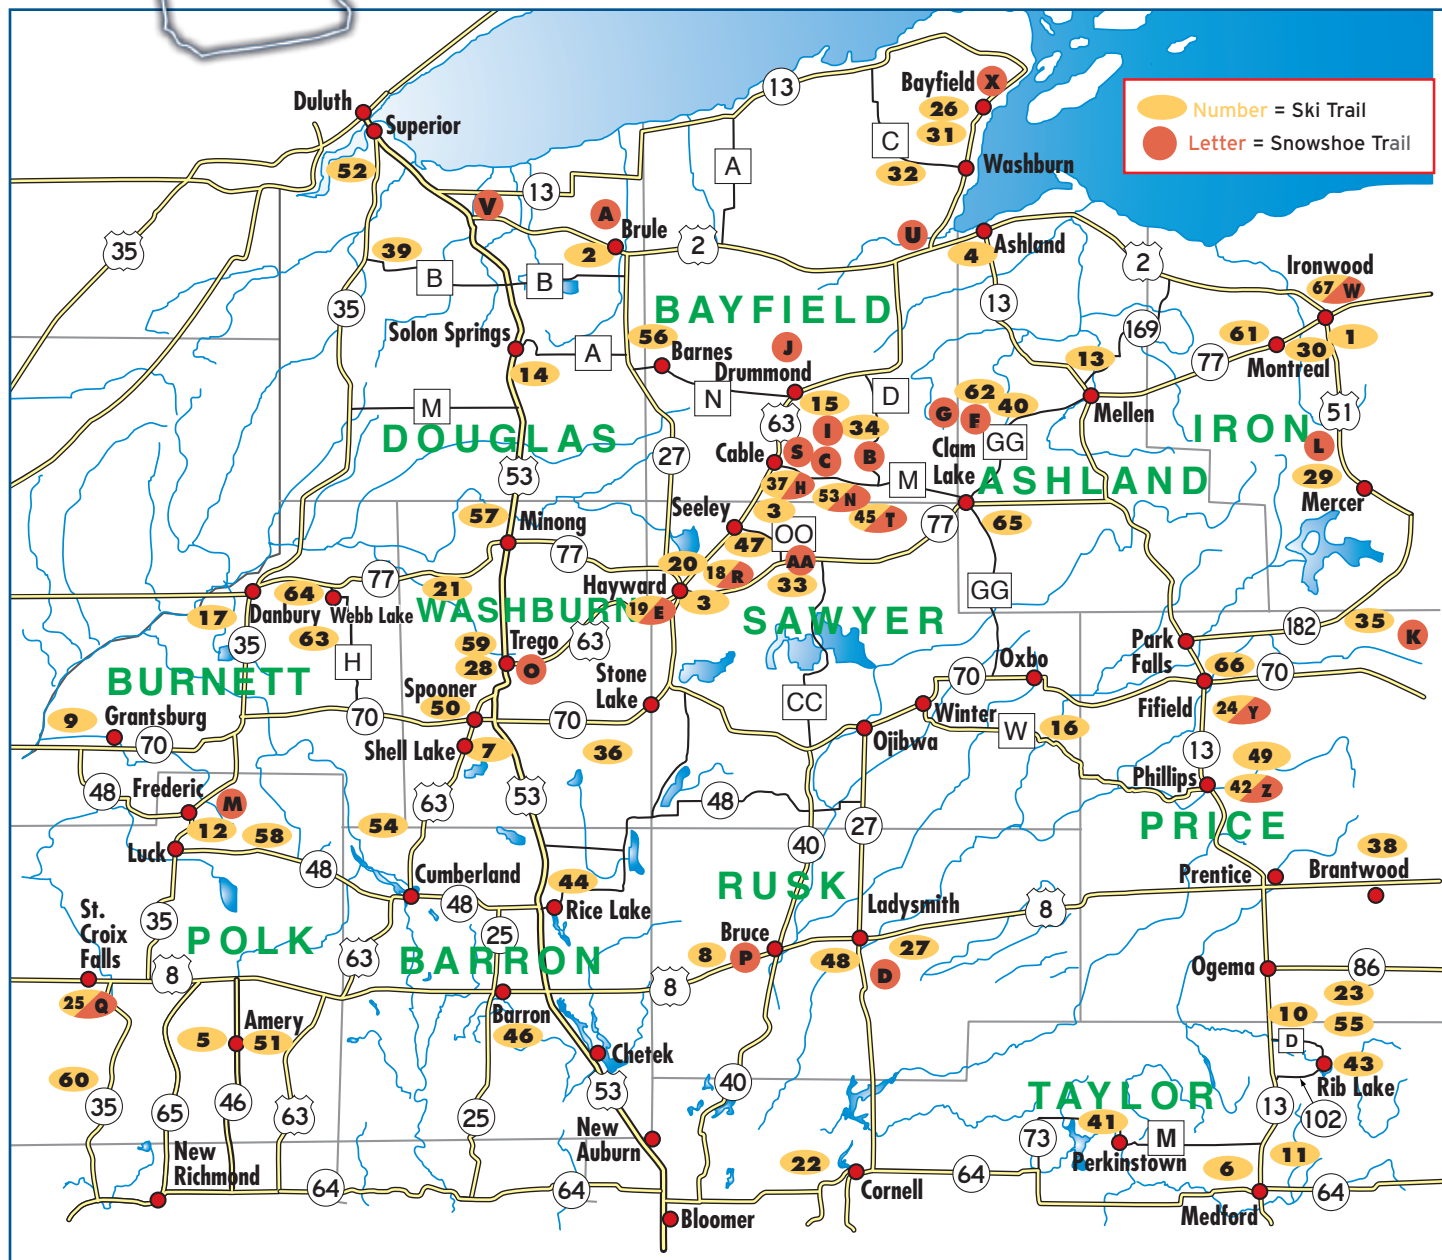 Duluth
Superior
52
35
39
35
B
B
13
V
A
Brule
2
2
A
13
C
Bayfield
X
26
31
Washburn
32
Number = Ski Trail
Letter = Snowshoe Trail
U
4
Ashland
13
2
169
Ironwood
67 W
61
30
1
Montreal
77
51
BAYFIELD
Solon Springs
14
A
56
Barnes
J
Drummond
N
15
D
63
I
34
Cable
S
C
B
37 H
53 N
M
45 T
3
62
40
G
F
Clam
Lake
GG
13
Mellen
IRON
L
29
Mercer
ASHLAND
65
M
DOUGLAS
53
27
57
Minong
77
Seeley
47
OO
77
20
18 R
AA
33
Hayward
19 E
3
GG
64
77
21
WASHBURN
SAWYER
17
Danbury
Webb Lake
63
35
H
59
Trego
28
O
63
BURNETT
Spooner
50
Stone
Lake
70
70
9
Grantsburg
70
Shell Lake
7
36
CC
Ojibwa
Winter
70
Oxbo
W
16
Park
Falls
182
35
K
66
70
Fifield
24 Y
13
49
Phillips
42 Z
PRICE
48
Frederic
M
12
58
54
63
53
48
40
27
Luck
48
Cumberland
48
44
Rice Lake
RUSK
Ladysmith
8
Prentice
38
Brantwood
St.
Croix
Falls
35
POLK
63
25
BARRON
Bruce
8
P
48
27
D
8
8
25 Q
Barron
46
Ogema
86
23
10
55
D
43
Rib Lake
5
Amery
51
Chetek
60
35
65
46
63
25
53
40
TAYLOR
13
102
73
41
Perkinstown
M
New
Auburn
New
Richmond
64
64
22
Cornell
64
6
11
Medford
64
Bloomer